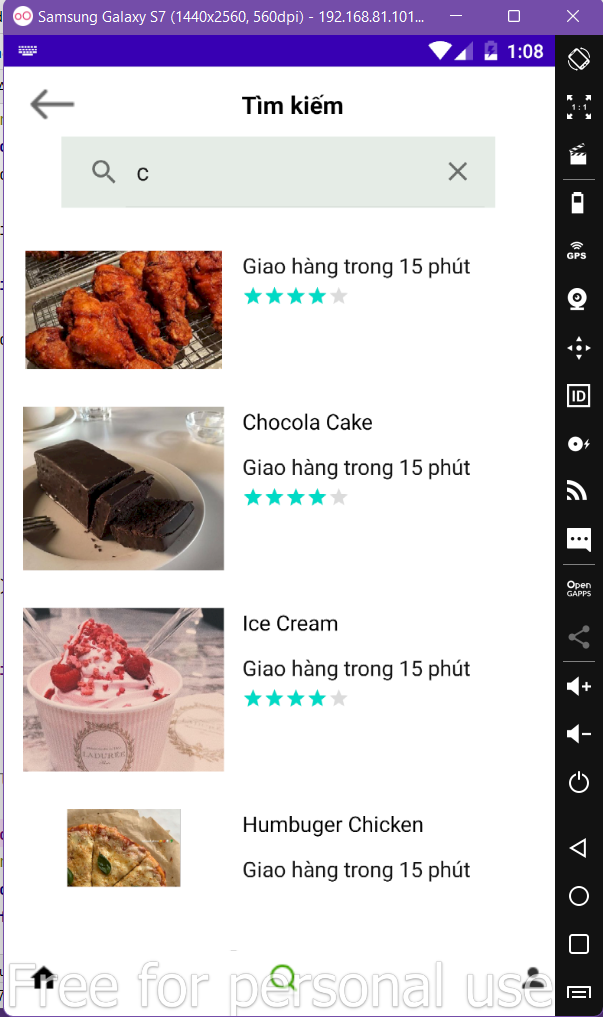 Samsung Galaxy S7 (1440x2560, 560dpi) - 192.168.81.101...
1:08
Tìm kiếm
c
Giao hàng trong 15 phút
Chocola Cake
Giao hàng trong 15 phút
Ice Cream
Giao hàng trong 15 phút
LADURÉE
Humbuger Chicken
Giao hàng trong 15 phút
Free for personal use
1:1
GPS
ID
Open
GAPPS